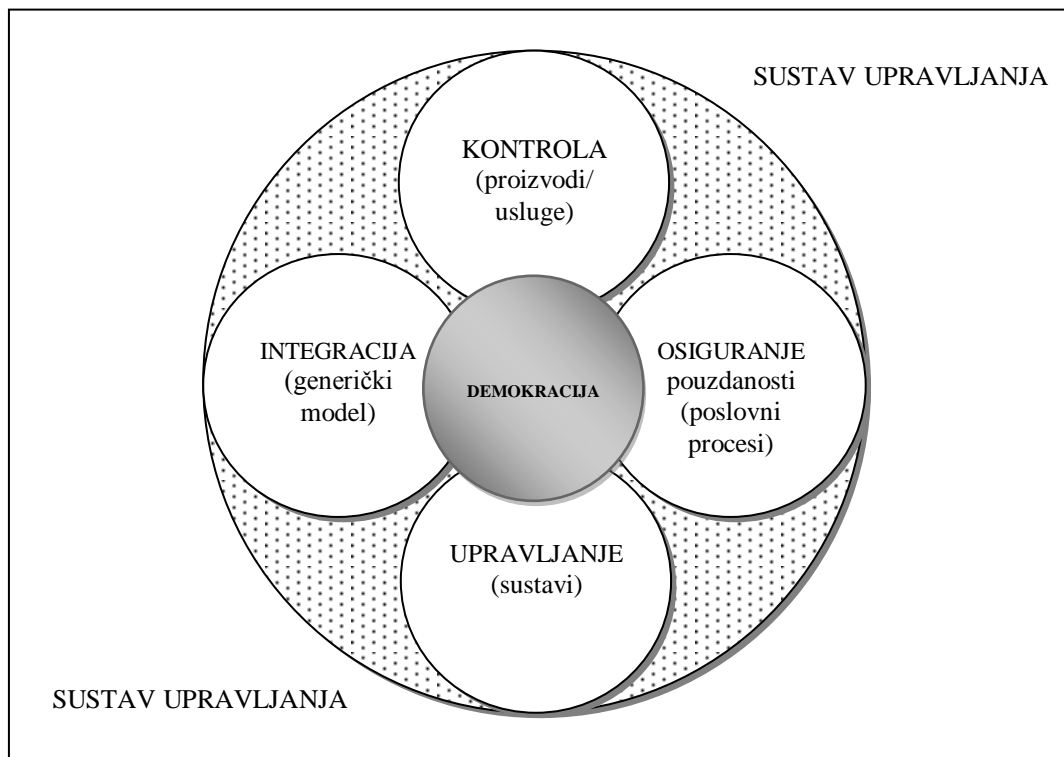 SUSTAV UPRAVLJANJA
KONTROLA
(proizvodi/
usluge)
INTEGRACIJA
(generički
model)
DEMOKRACIJA
OSIGURANJE
pouzdanosti
(poslovni
procesi)
UPRAVLJANJE
(sustavi)
SUSTAV UPRAVLJANJA